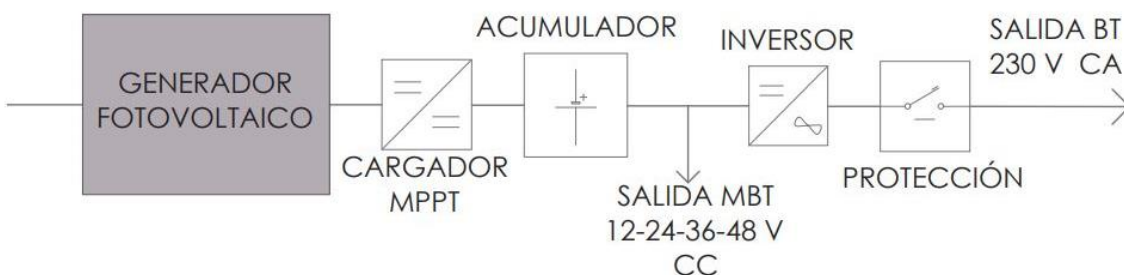 GENERADOR
FOTOVOLTAICO
CARGADOR
MPPT
ACUMULADOR
+
SALIDA MBT
12-24-36-48 V
CC
INVERSOR
PROTECCIÓN
SALIDA BT
230 V CA